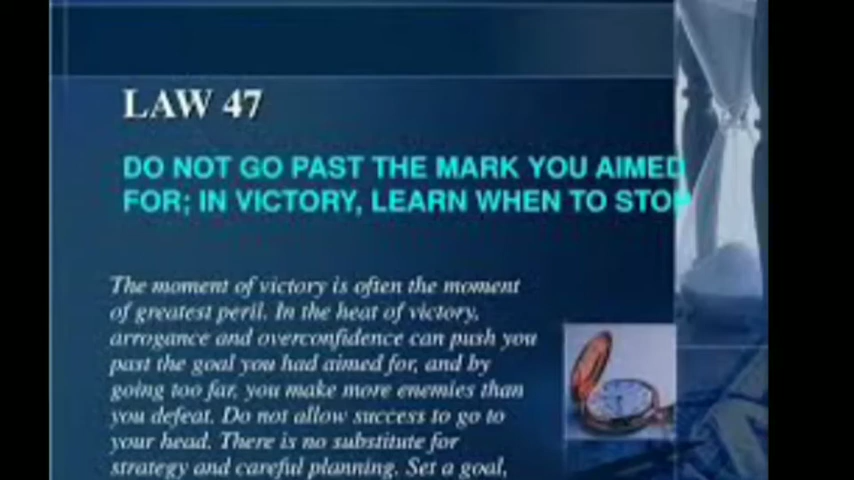 LAW 47
DO NOT GO PAST THE MARK YOU AIMED
FOR; IN VICTORY, LEARN WHEN TO STOP
The moment of victory is often the moment
of greatest peril. In the heat of victory,
arrogance and overconfidence can push you
past the goal you had aimed for, and by
going too far, you make more enemies than
you defeat. Do not allow success to go to
your head. There is no substitute for
strategy and careful planning. Set a goal,